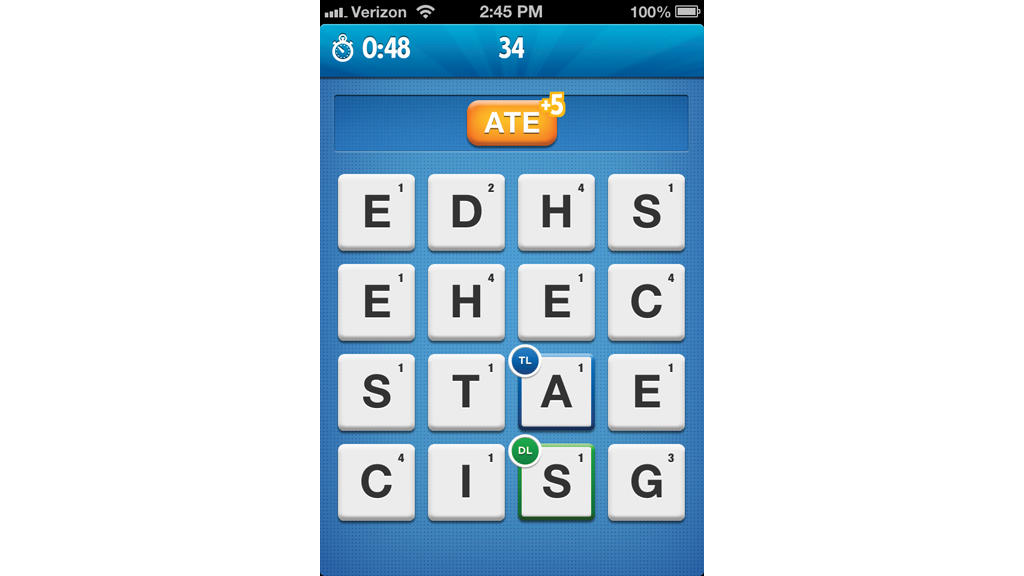 Verizon 2:45 PM 100%
0:48 34
ATE +5
E 1 D 2 H 4 S 1
E 1 H 4 E 1 C 4
S 1 T 1 TL A 1 E 1
C 4 I 1 DL S 1 G 3